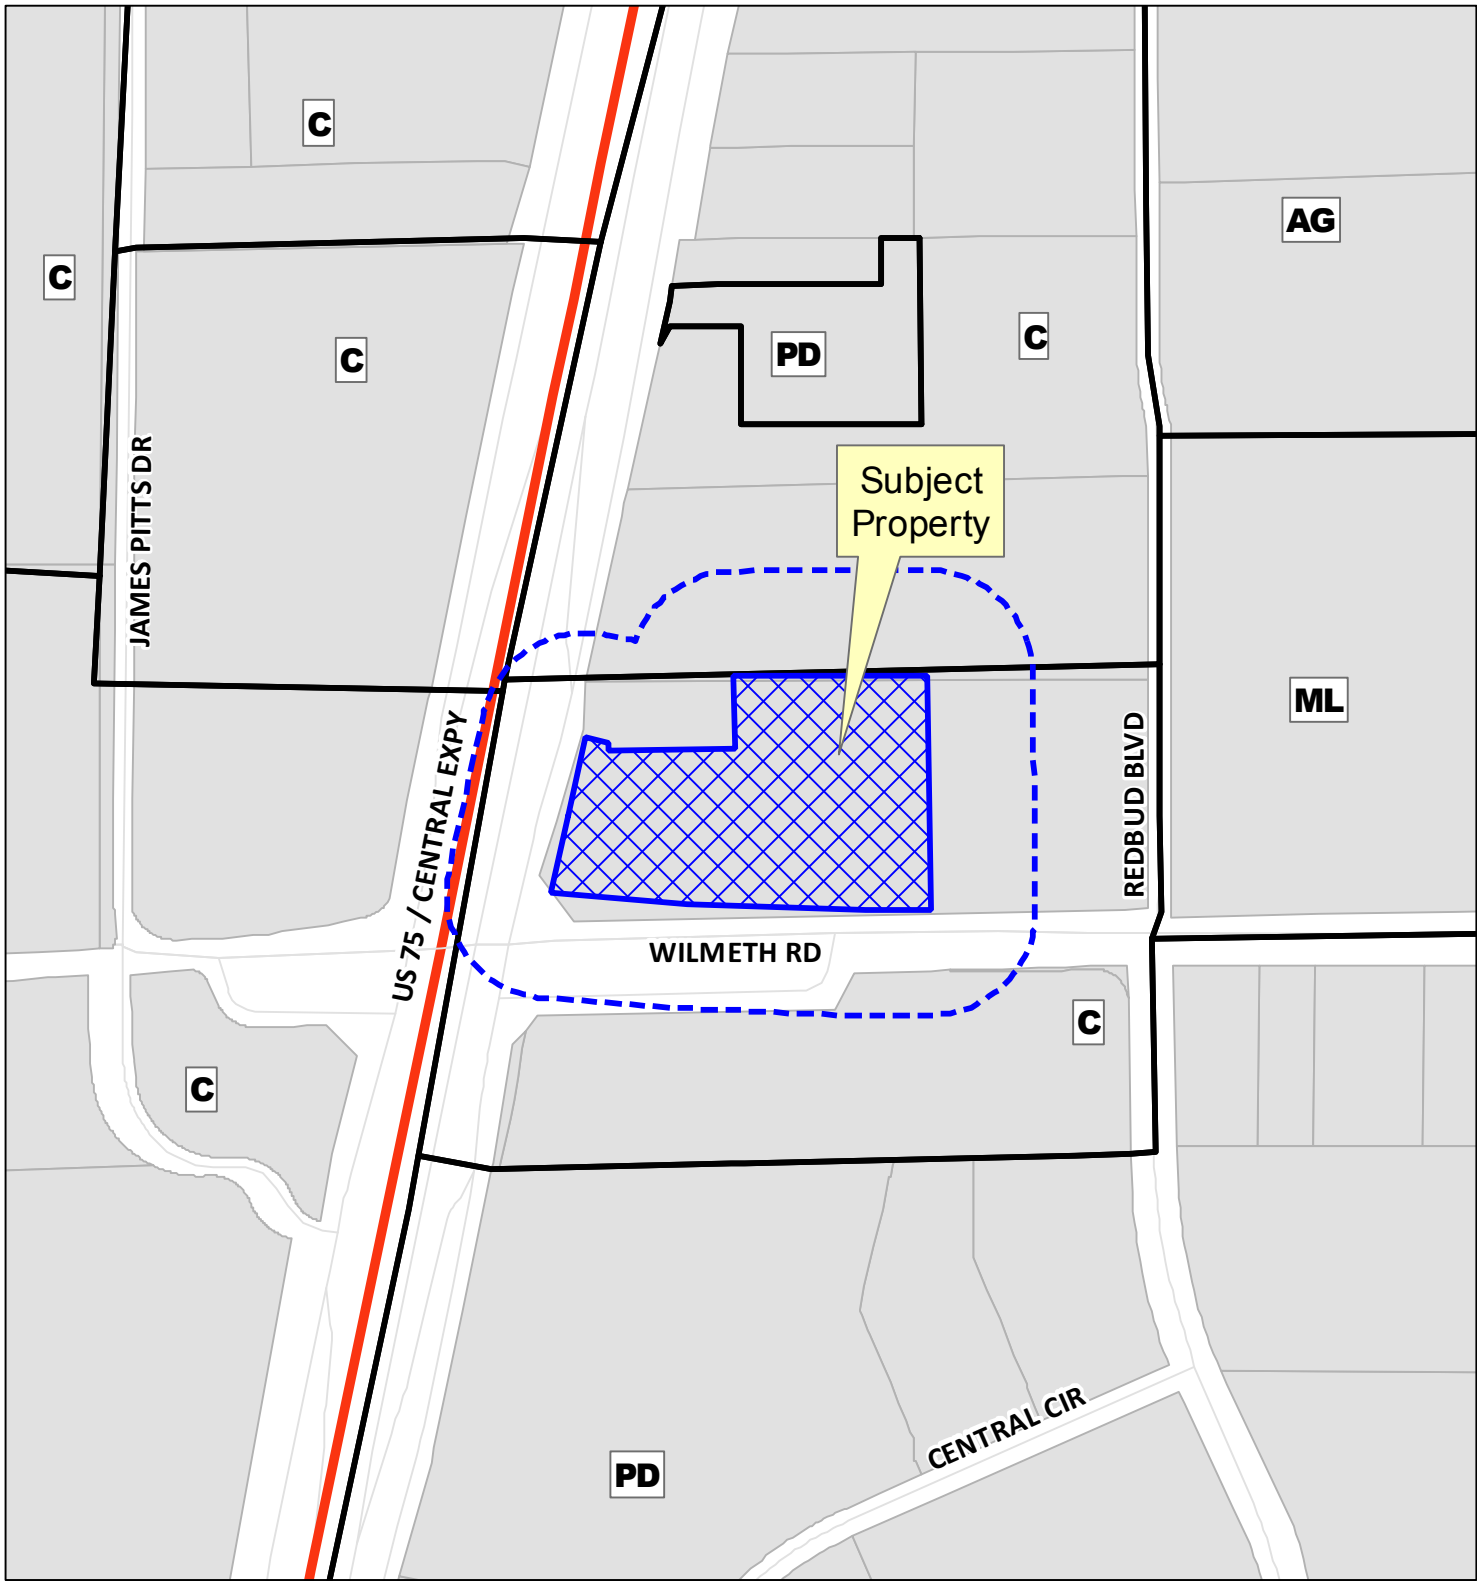 C
AG
C
C
C
PD
Subject
Property
JAMES PITTS DR
ML
US 75 / CENTRAL EXPY
REDBUD BLVD
WILMETH RD
C
C
CENTRAL CIR
PD